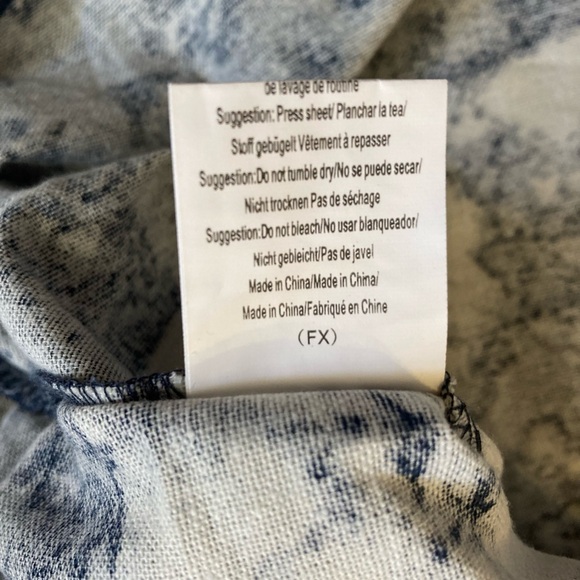 de lavage de routine
Suggestion: Press sheet/ Planchar la tea/
Stoff gebügelt Vêtement à repasser
Suggestion:Do not tumble dry/No se puede secar/
Nicht trocknen Pas de séchage
Suggestion:Do not bleach/No usar blanqueador/
Nicht gebleicht/Pas de javel
Made in China/Made in China/
Made in China/Fabriqué en Chine
(FX)